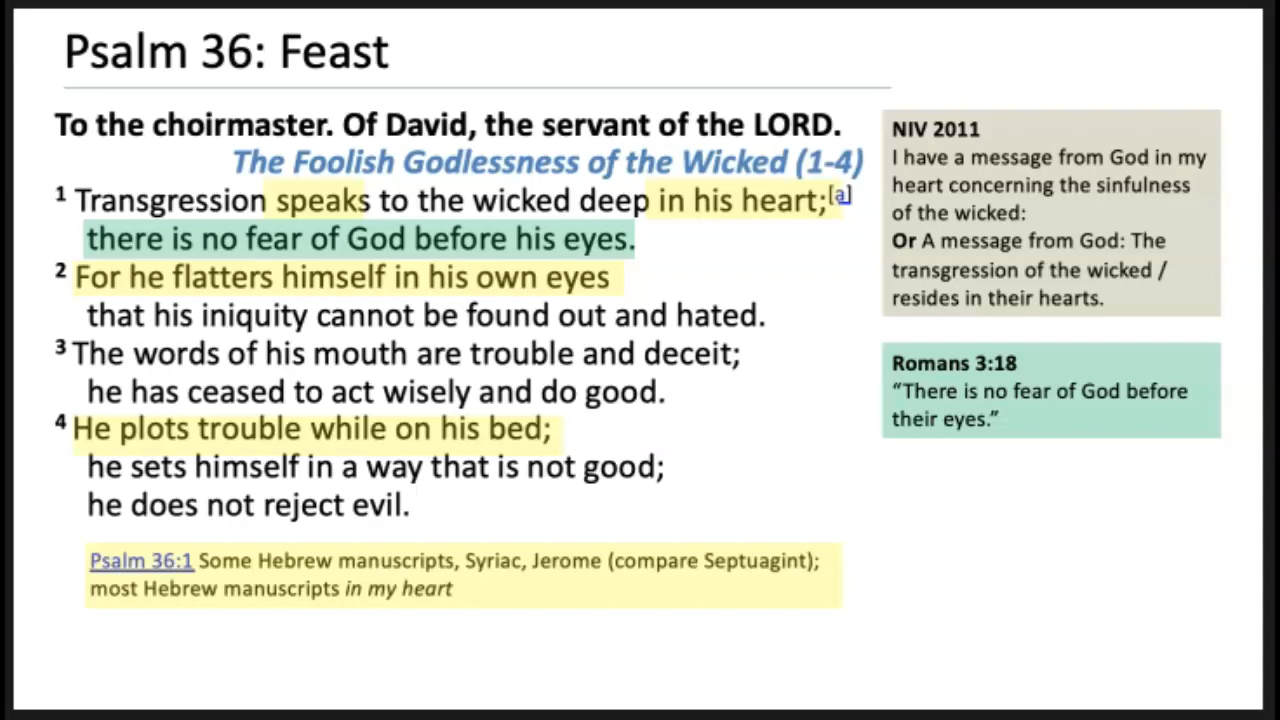 Psalm 36: Feast
To the choirmaster. Of David, the servant of the LORD.
The Foolish Godlessness of the Wicked (1-4)
1 Transgression speaks to the wicked deep in his heart;[a]
there is no fear of God before his eyes.
2 For he flatters himself in his own eyes
that his iniquity cannot be found out and hated.
3 The words of his mouth are trouble and deceit;
he has ceased to act wisely and do good.
4 He plots trouble while on his bed;
he sets himself in a way that is not good;
he does not reject evil.
Psalm 36:1 Some Hebrew manuscripts, Syriac, Jerome (compare Septuagint);
most Hebrew manuscripts in my heart
NIV 2011
I have a message from God in my
heart concerning the sinfulness
of the wicked:
Or A message from God: The
transgression of the wicked /
resides in their hearts.
Romans 3:18
“There is no fear of God before
their eyes.”